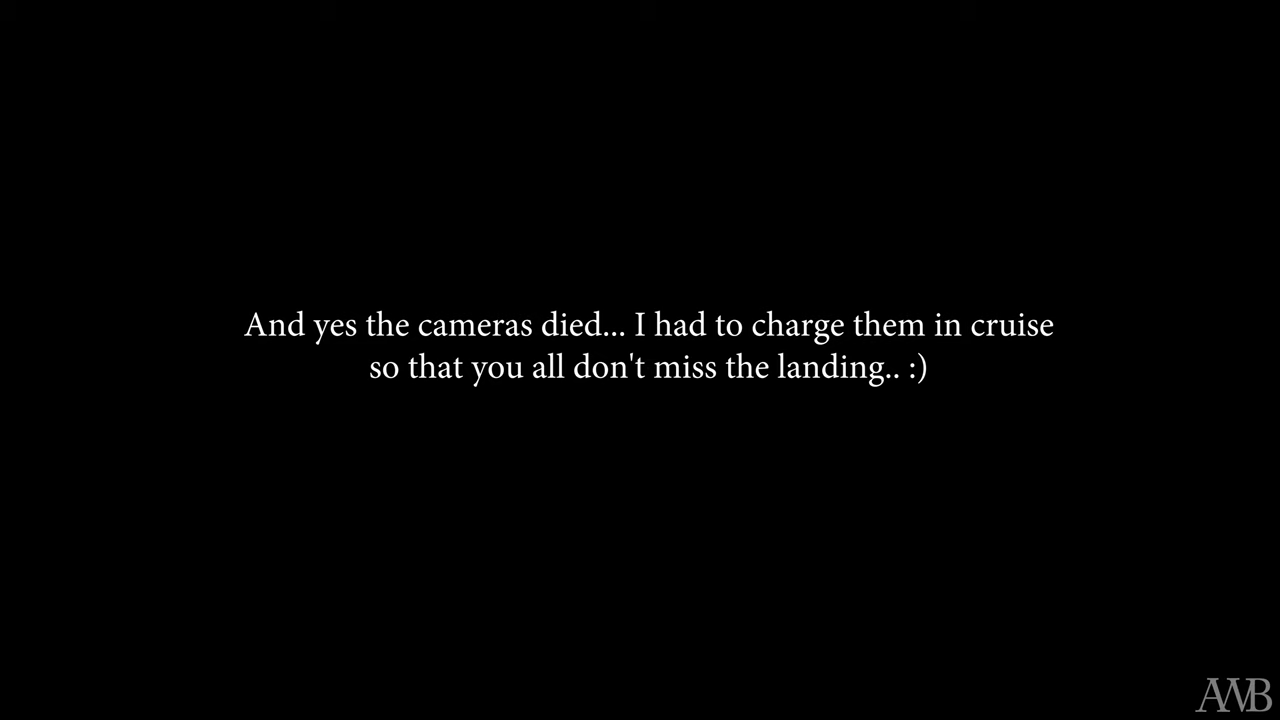 And yes the cameras died... I had to charge them in cruise
so that you all don't miss the landing.. :)
AWB